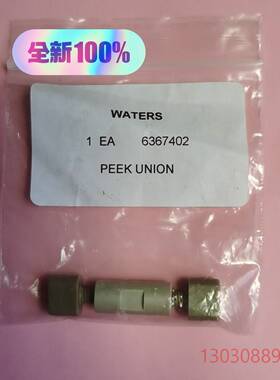 全新100%
WATERS
1 EA 6367402
PEEK UNION
13030889